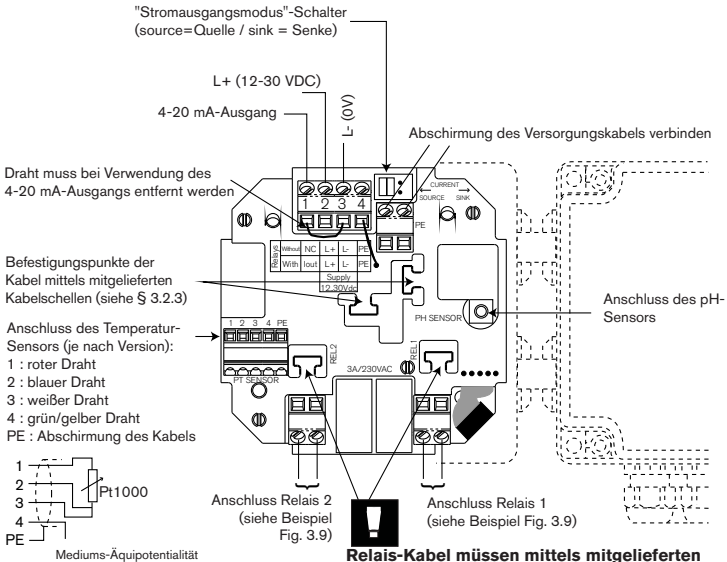 "Stromausgangsmodus"-Schalter
(source=Quelle / sink = Senke)
L+ (12-30 VDC)
L- (0V)
4-20 mA-Ausgang
Abschirmung des Versorgungskabels verbinden
Draht muss bei Verwendung des
4-20 mA-Ausgangs entfernt werden
CURRENT
SOURCE SINK
1 2 3 4
PE
Relays
Without NC L+ L- PE
With Iout L+ L- PE
Supply
12.30Vdc
Befestigungspunkte der
Kabel mittels mitgelieferten
Kabelschellen (siehe § 3.2.3)
PH SENSOR
Anschluss des pH-
Sensors
Anschluss des Temperatur-
Sensors (je nach Version):
1 : roter Draht
2 : blauer Draht
3 : weißer Draht
4 : grün/gelber Draht
PE : Abschirmung des Kabels
1 2 3 4 PE
PT SENSOR
REL2
3A/230VAC
REL1
1
2
3
4
PE
Pt1000
Mediums-Äquipotentialität
Anschluss Relais 2
(siehe Beispiel
Fig. 3.9)
Anschluss Relais 1
(siehe Beispiel Fig. 3.9)
!
Relais-Kabel müssen mittels mitgelieferten